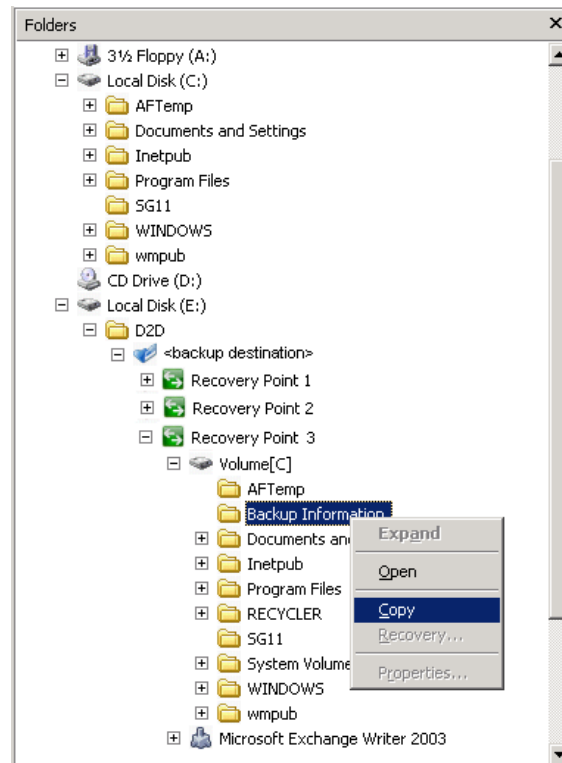 Folders
3½ Floppy (A:)
Local Disk (C:)
AFTemp
Documents and Settings
Inetpub
Program Files
SG11
WINDOWS
wmpub
CD Drive (D:)
Local Disk (E:)
D2D
<backup destination>
Recovery Point 1
Recovery Point 2
Recovery Point 3
Volume[C]
AFTemp
Backup Information
Expand
Documents an
Open
Inetpub
Program Files
Copy
RECYCLER
Recovery...
SG11
System Volume
Properties...
WINDOWS
wmpub
Microsoft Exchange Writer 2003